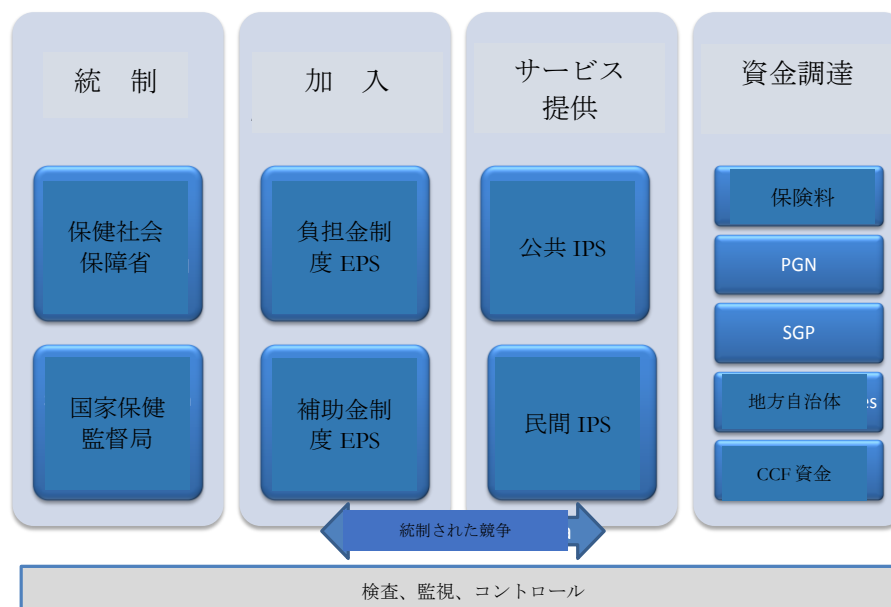 統　制
保健社会
保障省
国家保健
監督局
加　入
負担金制
度 EPS
補助金制
度 EPS
サービス
提供
公共 IPS
民間 IPS
資金調達
保険料
PGN
SGP
地方自治体
CCF 資金
統制された競争
検査、監視、コントロール